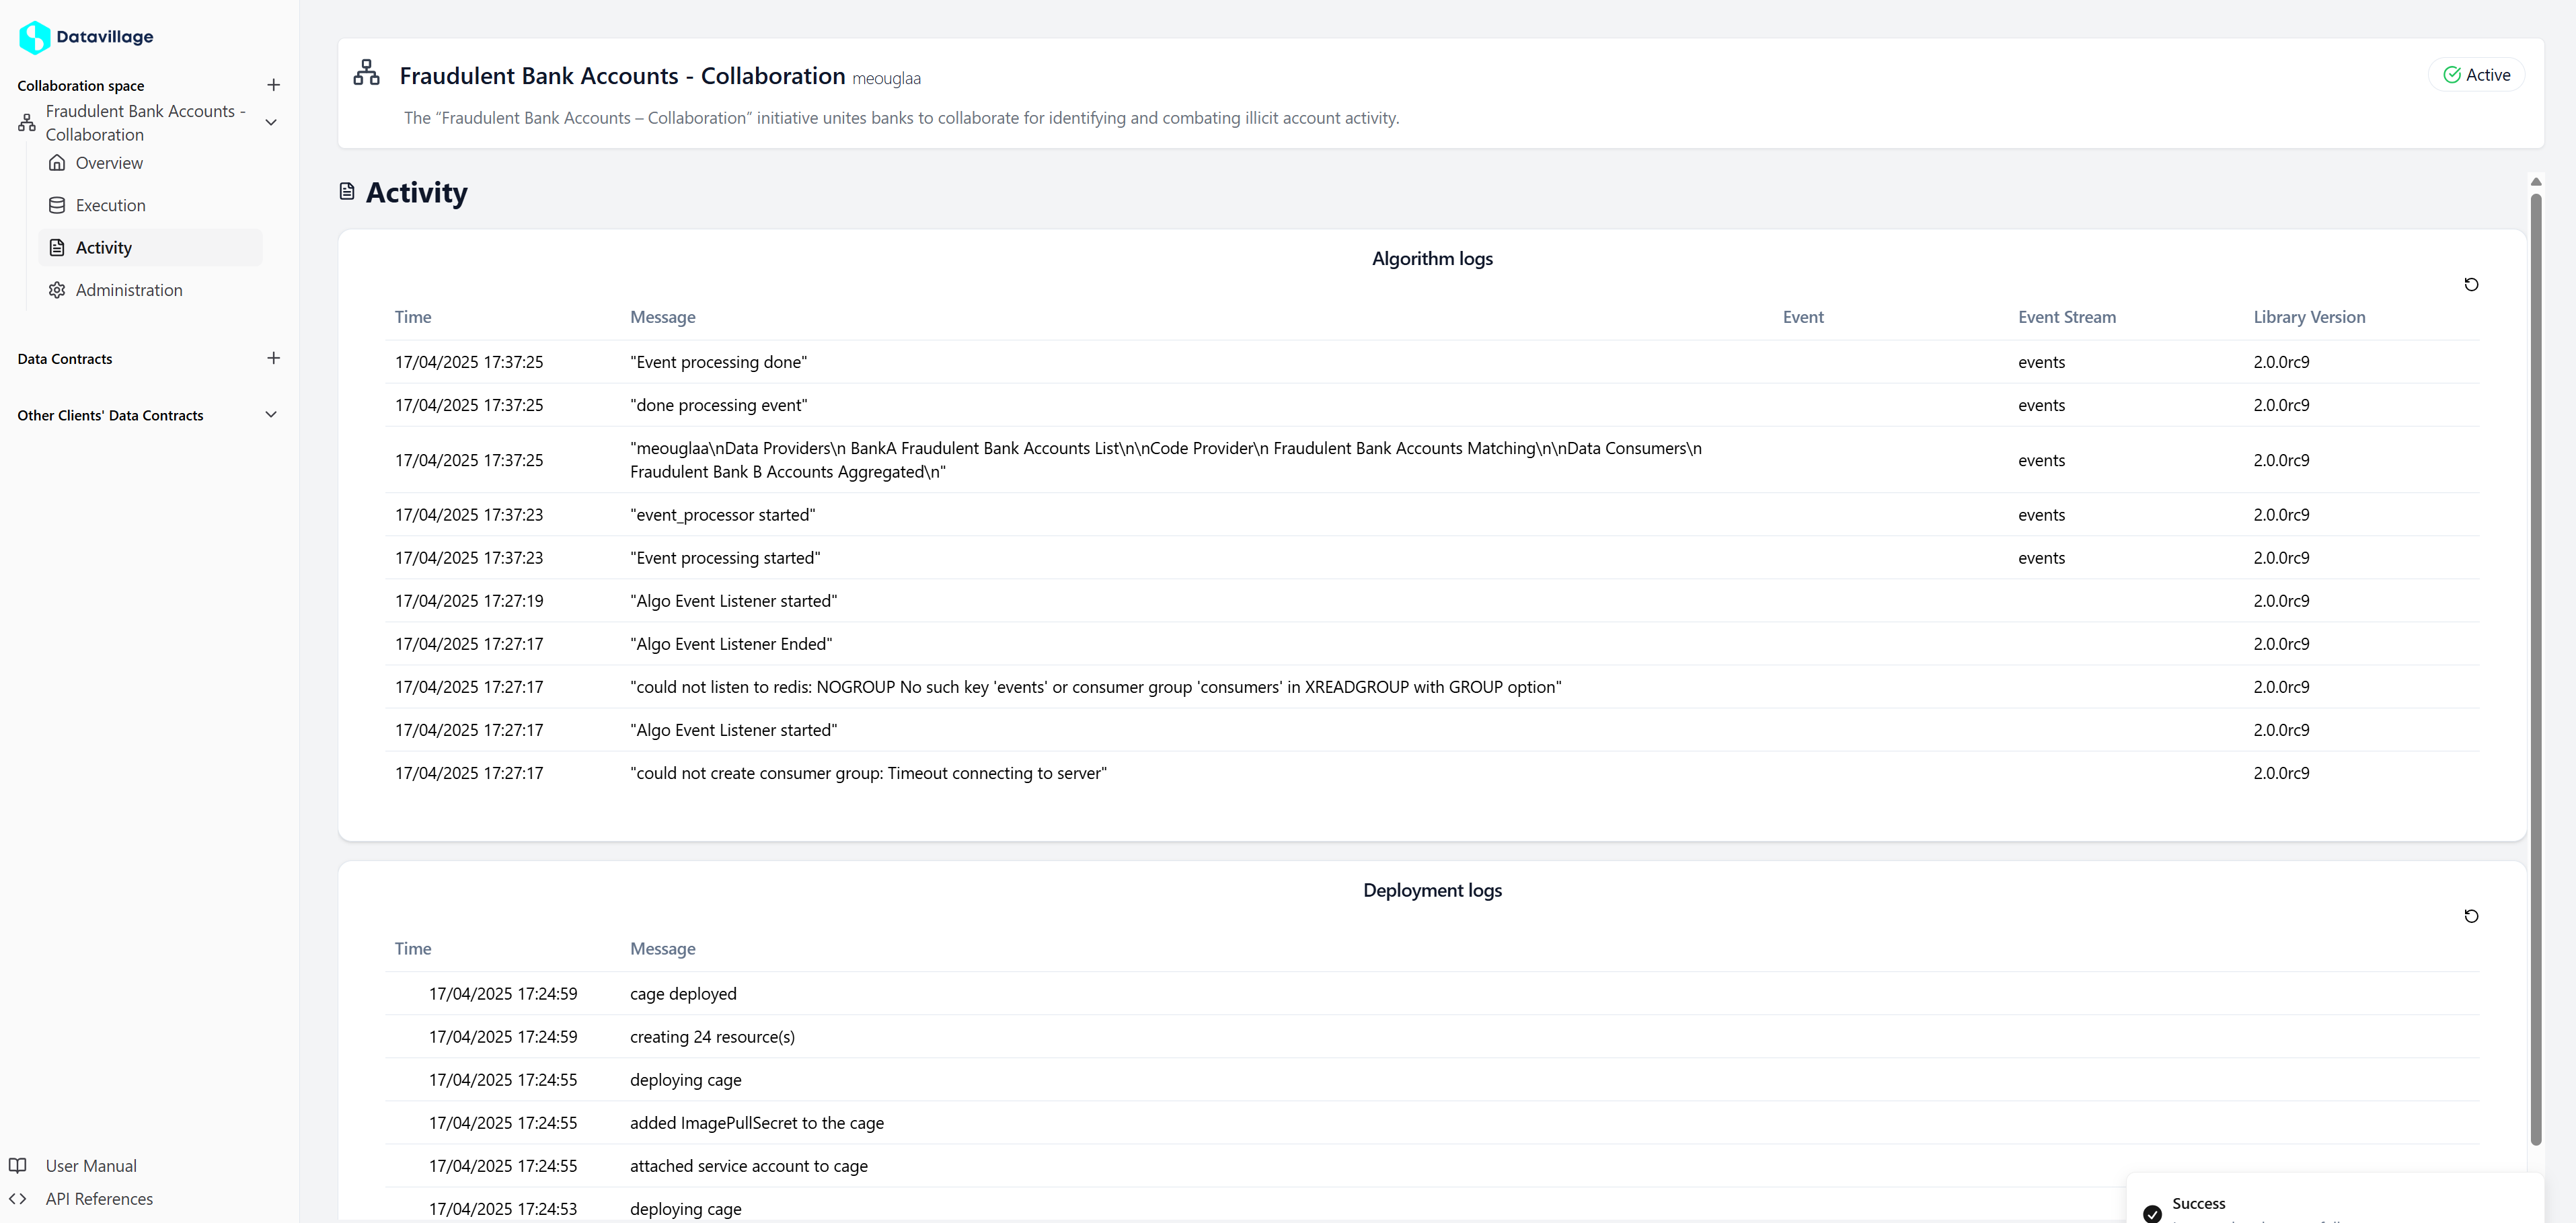 Datavillage
Collaboration space
Fraudulent Bank Accounts -
Collaboration
Overview
Execution
Activity
Administration
Data Contracts
Other Clients' Data Contracts
User Manual
API References
Fraudulent Bank Accounts - Collaboration meouglaa
Active
The “Fraudulent Bank Accounts – Collaboration” initiative unites banks to collaborate for identifying and combating illicit account activity.
Activity
Algorithm logs
Time Message Event Event Stream Library Version
17/04/2025 17:37:25 "Event processing done" events 2.0.0rc9
17/04/2025 17:37:25 "done processing event" events 2.0.0rc9
17/04/2025 17:37:25 "meouglaa\nData Providers\n BankA Fraudulent Bank Accounts List\n\nCode Provider\n Fraudulent Bank Accounts Matching\n\nData Consumers\n
Fraudulent Bank B Accounts Aggregated\n" events 2.0.0rc9
17/04/2025 17:37:23 "event_processor started" events 2.0.0rc9
17/04/2025 17:37:23 "Event processing started" events 2.0.0rc9
17/04/2025 17:27:19 "Algo Event Listener started" 2.0.0rc9
17/04/2025 17:27:17 "Algo Event Listener Ended" 2.0.0rc9
17/04/2025 17:27:17 "could not listen to redis: NOGROUP No such key 'events' or consumer group 'consumers' in XREADGROUP with GROUP option" 2.0.0rc9
17/04/2025 17:27:17 "Algo Event Listener started" 2.0.0rc9
17/04/2025 17:27:17 "could not create consumer group: Timeout connecting to server" 2.0.0rc9
Deployment logs
Time Message
17/04/2025 17:24:59 cage deployed
17/04/2025 17:24:59 creating 24 resource(s)
17/04/2025 17:24:55 deploying cage
17/04/2025 17:24:55 added ImagePullSecret to the cage
17/04/2025 17:24:55 attached service account to cage
17/04/2025 17:24:53 deploying cage
Success